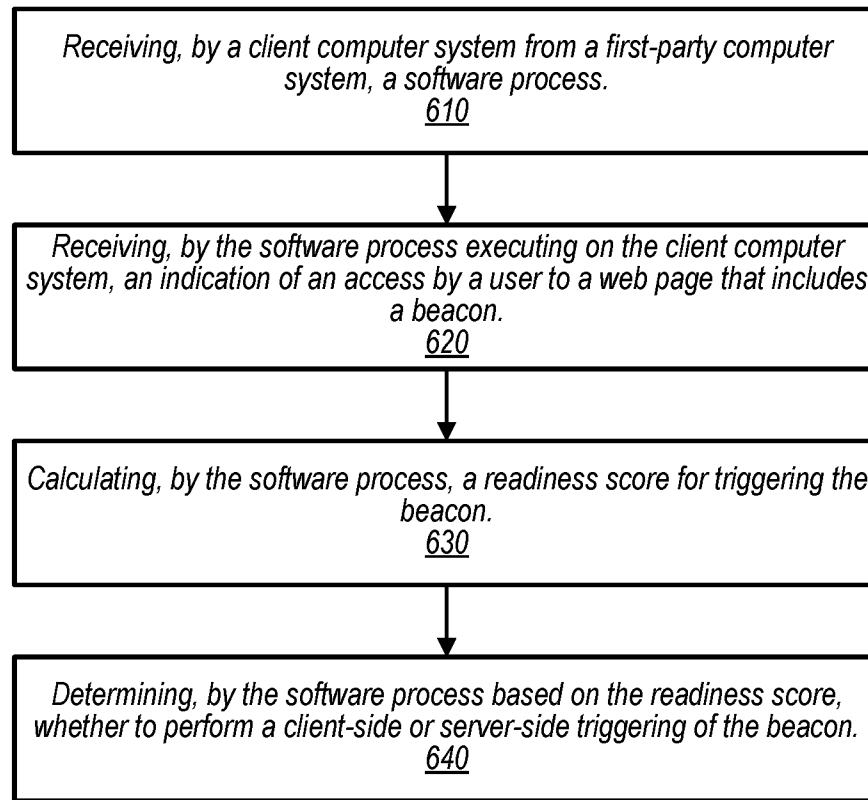 Receiving, by a client computer system from a first-party computer
system, a software process.
610
Receiving, by the software process executing on the client computer
system, an indication of an access by a user to a web page that includes
a beacon.
620
Calculating, by the software process, a readiness score for triggering the
beacon.
630
Determining, by the software process based on the readiness score,
whether to perform a client-side or server-side triggering of the beacon.
640